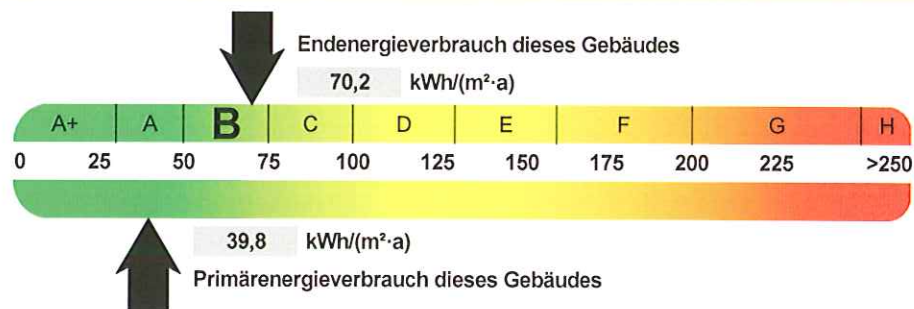 Endenergieverbrauch dieses Gebäudes
70,2 kWh/(m²·a)
A+ A B C D E F G H
0 25 50 75 100 125 150 175 200 225 >250
39,8 kWh/(m²·a)
Primärenergieverbrauch dieses Gebäudes